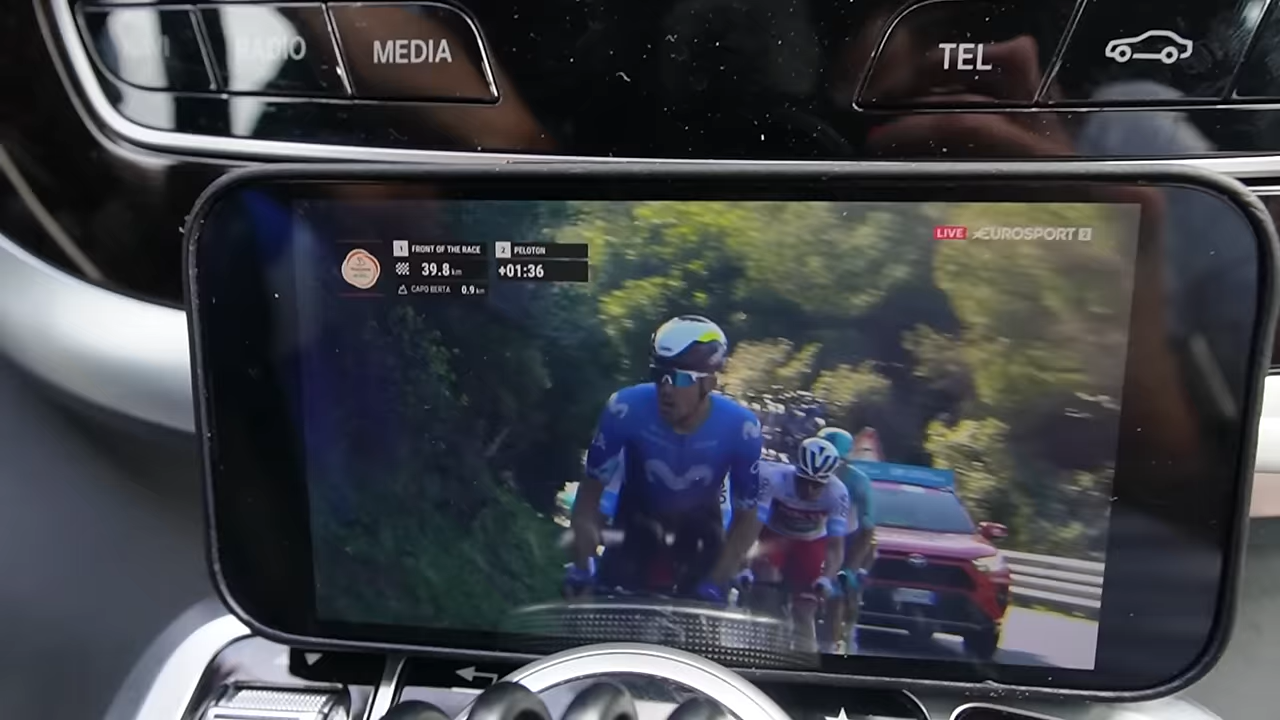 RADIO
MEDIA
TEL
1 FRONT OF THE RACE
39.8 km
CAPO BERTA 0.9 km
2 PELOTON
+01:36
LIVE EUROSPORT 2